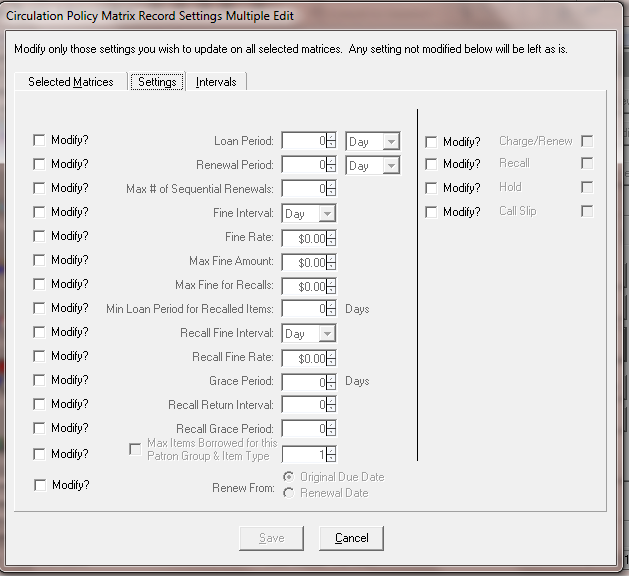 Circulation Policy Matrix Record Settings Multiple Edit
Modify only those settings you wish to update on all selected matrices. Any setting not modified below will be left as is.
Selected Matrices Settings Intervals
Modify? Loan Period: 0 Day
Modify? Renewal Period: 0 Day
Modify? Max # of Sequential Renewals: 0
Modify? Fine Interval: Day
Modify? Fine Rate: $0.00
Modify? Max Fine Amount: $0.00
Modify? Max Fine for Recalls: $0.00
Modify? Min Loan Period for Recalled Items: 0 Days
Modify? Recall Fine Interval: Day
Modify? Recall Fine Rate: $0.00
Modify? Grace Period: 0 Days
Modify? Recall Return Interval: 0
Modify? Recall Grace Period: 0
Modify? Max Items Borrowed for this
Patron Group & Item Type 1
Modify? Renew From: Original Due Date
Renewal Date
Modify? Charge/Renew
Modify? Recall
Modify? Hold
Modify? Call Slip
Save Cancel